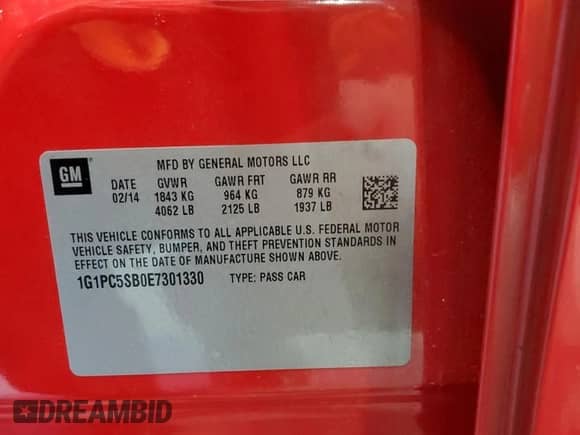 GM
MFD BY GENERAL MOTORS LLC
DATE GVWR GAWR FRT GAWR RR
02/14 1843 KG 964 KG 879 KG
4062 LB 2125 LB 1937 LB
THIS VEHICLE CONFORMS TO ALL APPLICABLE U.S. FEDERAL MOTOR
VEHICLE SAFETY, BUMPER, AND THEFT PREVENTION STANDARDS IN
EFFECT ON THE DATE OF MANUFACTURE SHOWN ABOVE.
1G1PC5SB0E7301330 TYPE: PASS CAR
DREAMBID